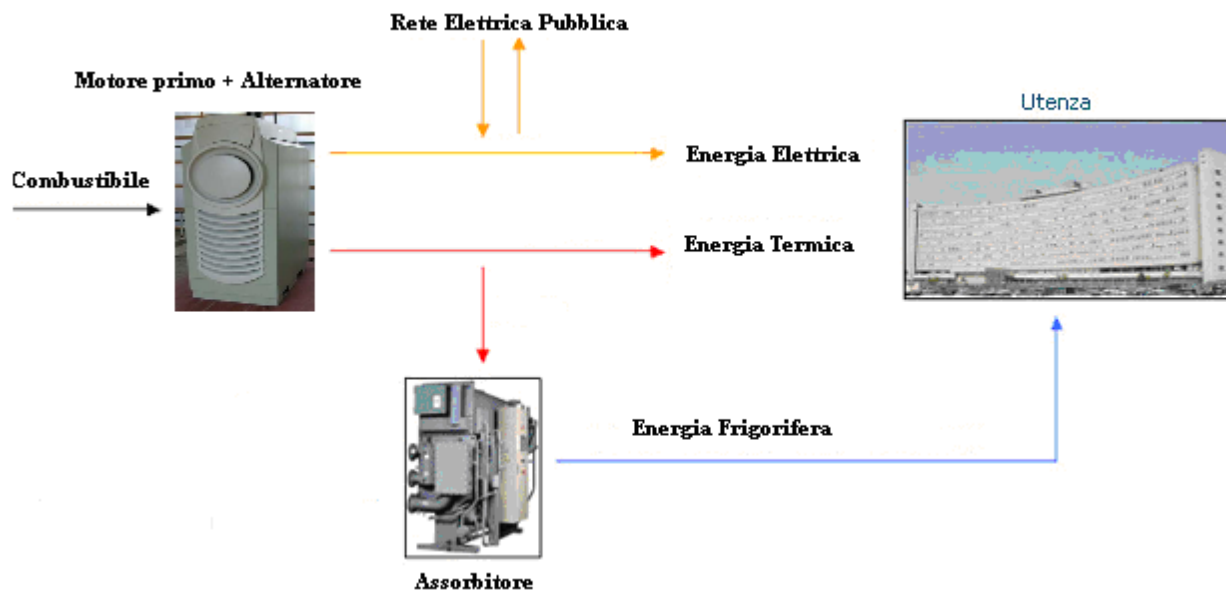 Rete Elettrica Pubblica
Motore primo + Alternatore
Utenza
Energia Elettrica
Combustibile
Energia Termica
Energia Frigorifera
Assorbitore